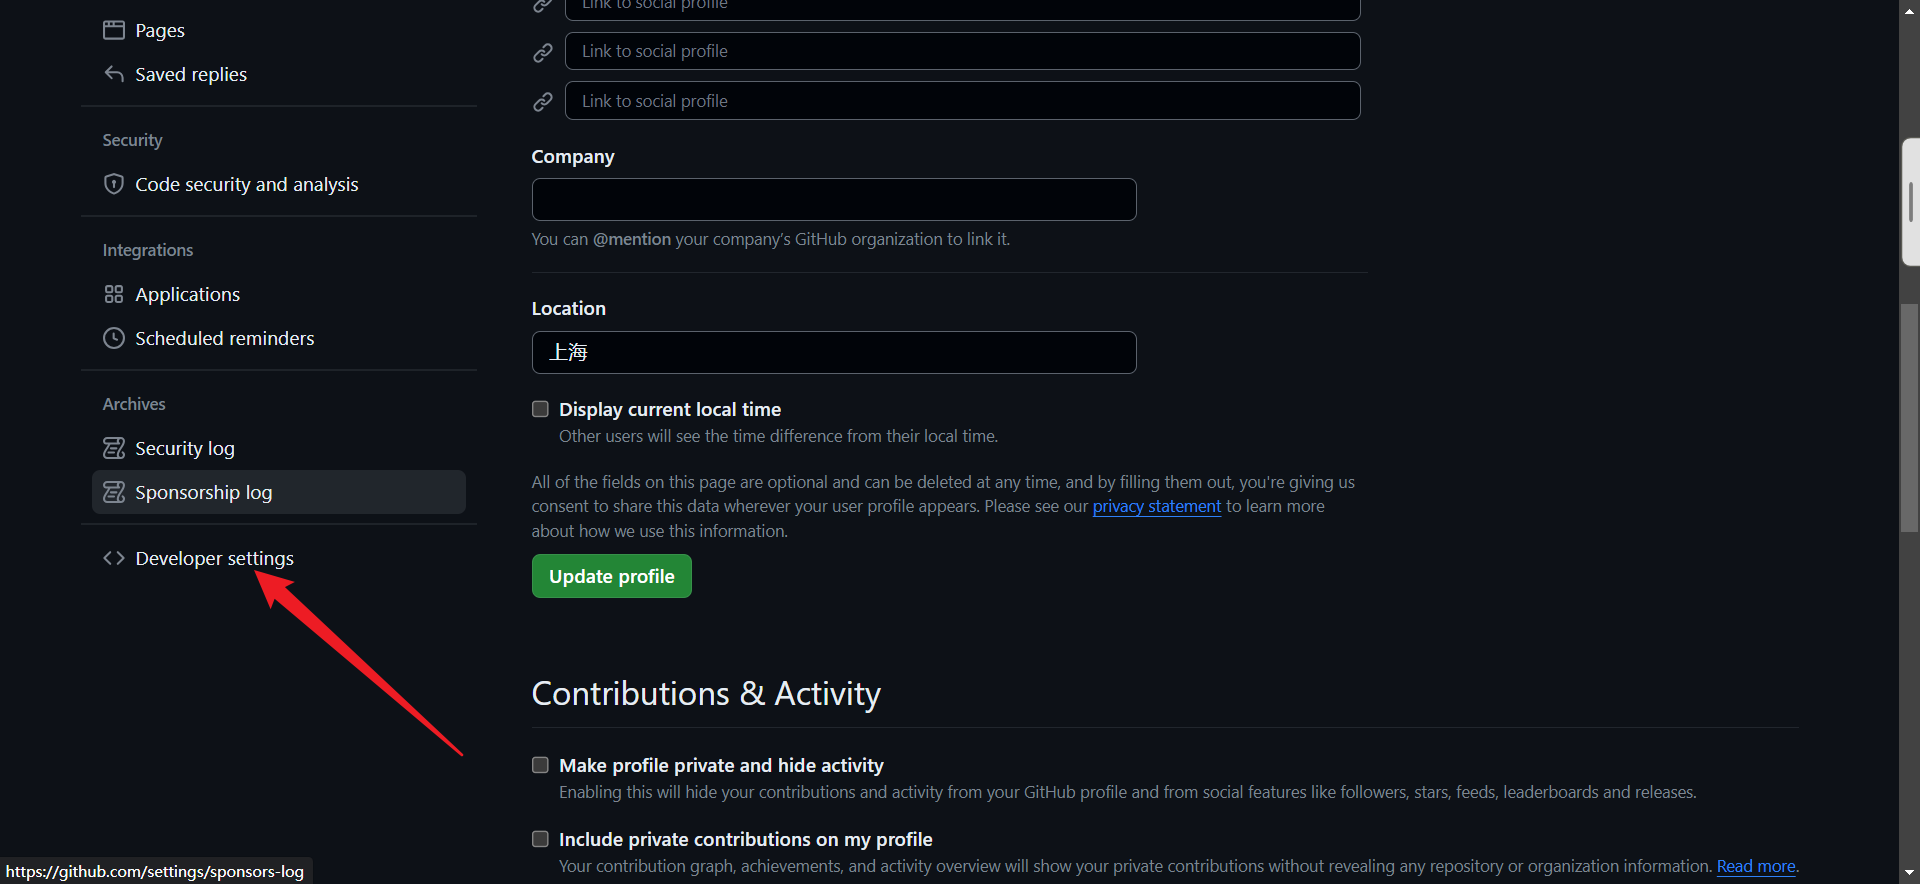 Pages
Saved replies
Security
Code security and analysis
Integrations
Applications
Scheduled reminders
Archives
Security log
Sponsorship log
Developer settings
Link to social profile
Link to social profile
Link to social profile
Company
You can @mention your company's GitHub organization to link it.
Location
上海
Display current local time
Other users will see the time difference from their local time.
All of the fields on this page are optional and can be deleted at any time, and by filling them out, you're giving us
consent to share this data wherever your user profile appears. Please see our privacy statement to learn more
about how we use this information.
Update profile
Contributions & Activity
Make profile private and hide activity
Enabling this will hide your contributions and activity from your GitHub profile and from social features like followers, stars, feeds, leaderboards and releases.
Include private contributions on my profile
Your contribution graph, achievements, and activity overview will show your private contributions without revealing any repository or organization information. Read more.
https://github.com/settings/sponsors-log